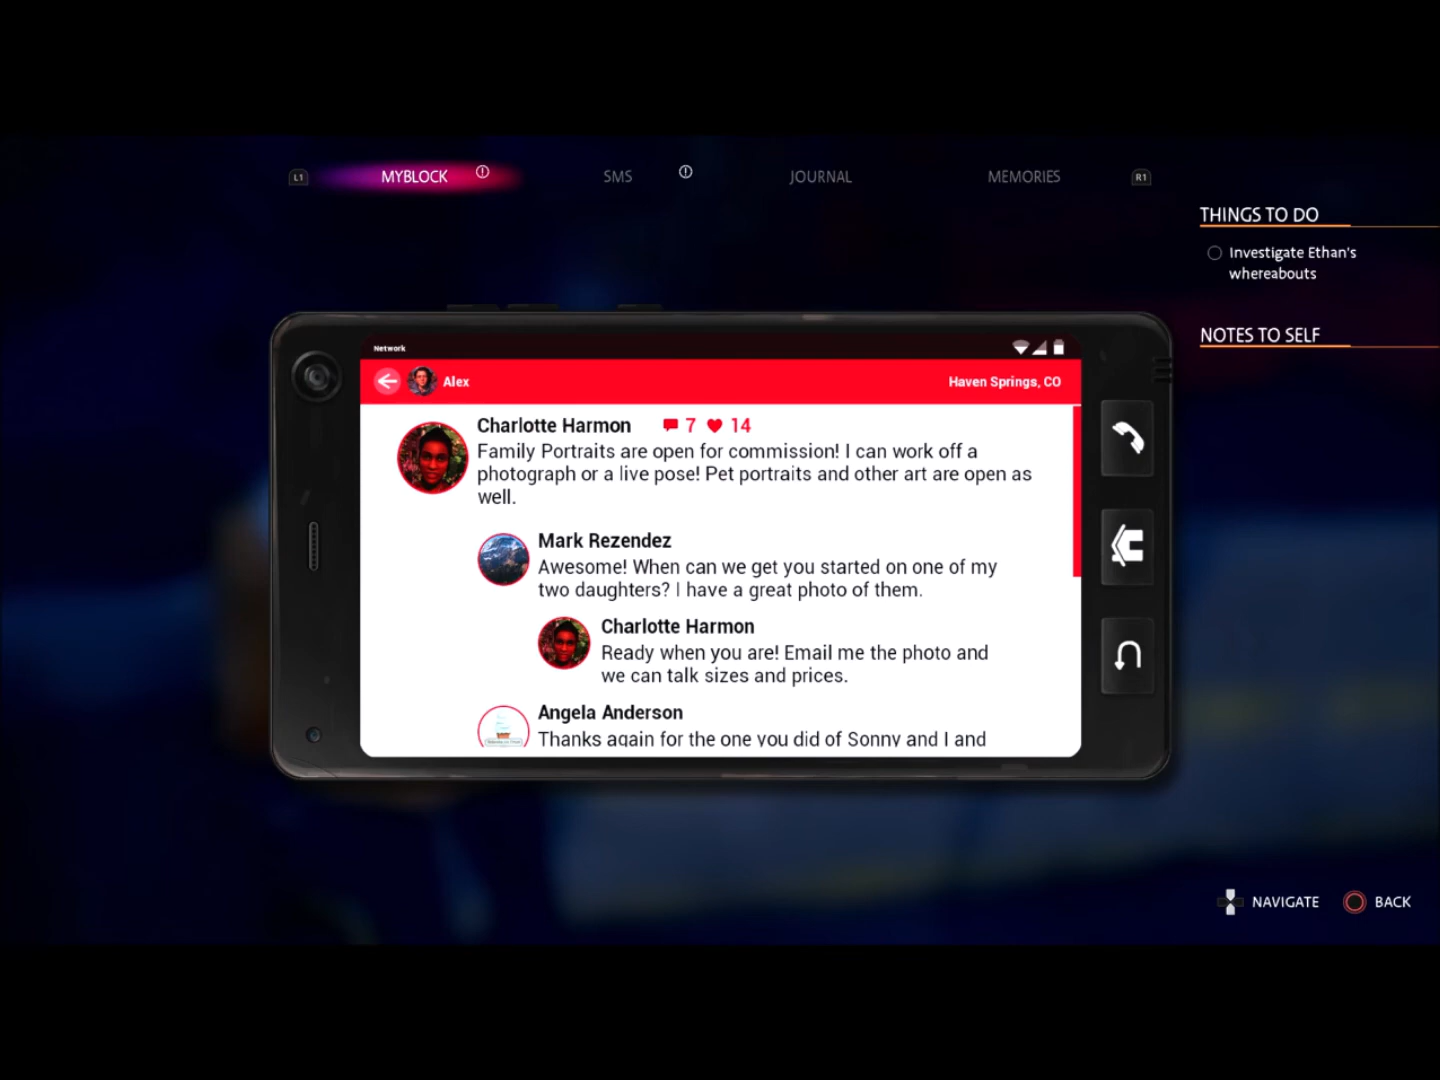 L1
MYBLOCK
SMS
JOURNAL
MEMORIES
R1
THINGS TO DO
Investigate Ethan's
whereabouts
NOTES TO SELF
Network
Alex
Haven Springs, CO
Charlotte Harmon 7 14
Family Portraits are open for commission! I can work off a
photograph or a live pose! Pet portraits and other art are open as
well.
Mark Rezendez
Awesome! When can we get you started on one of my
two daughters? I have a great photo of them.
Charlotte Harmon
Ready when you are! Email me the photo and
we can talk sizes and prices.
Angela Anderson
Thanks again for the one you did of Sonny and I and
NAVIGATE
BACK